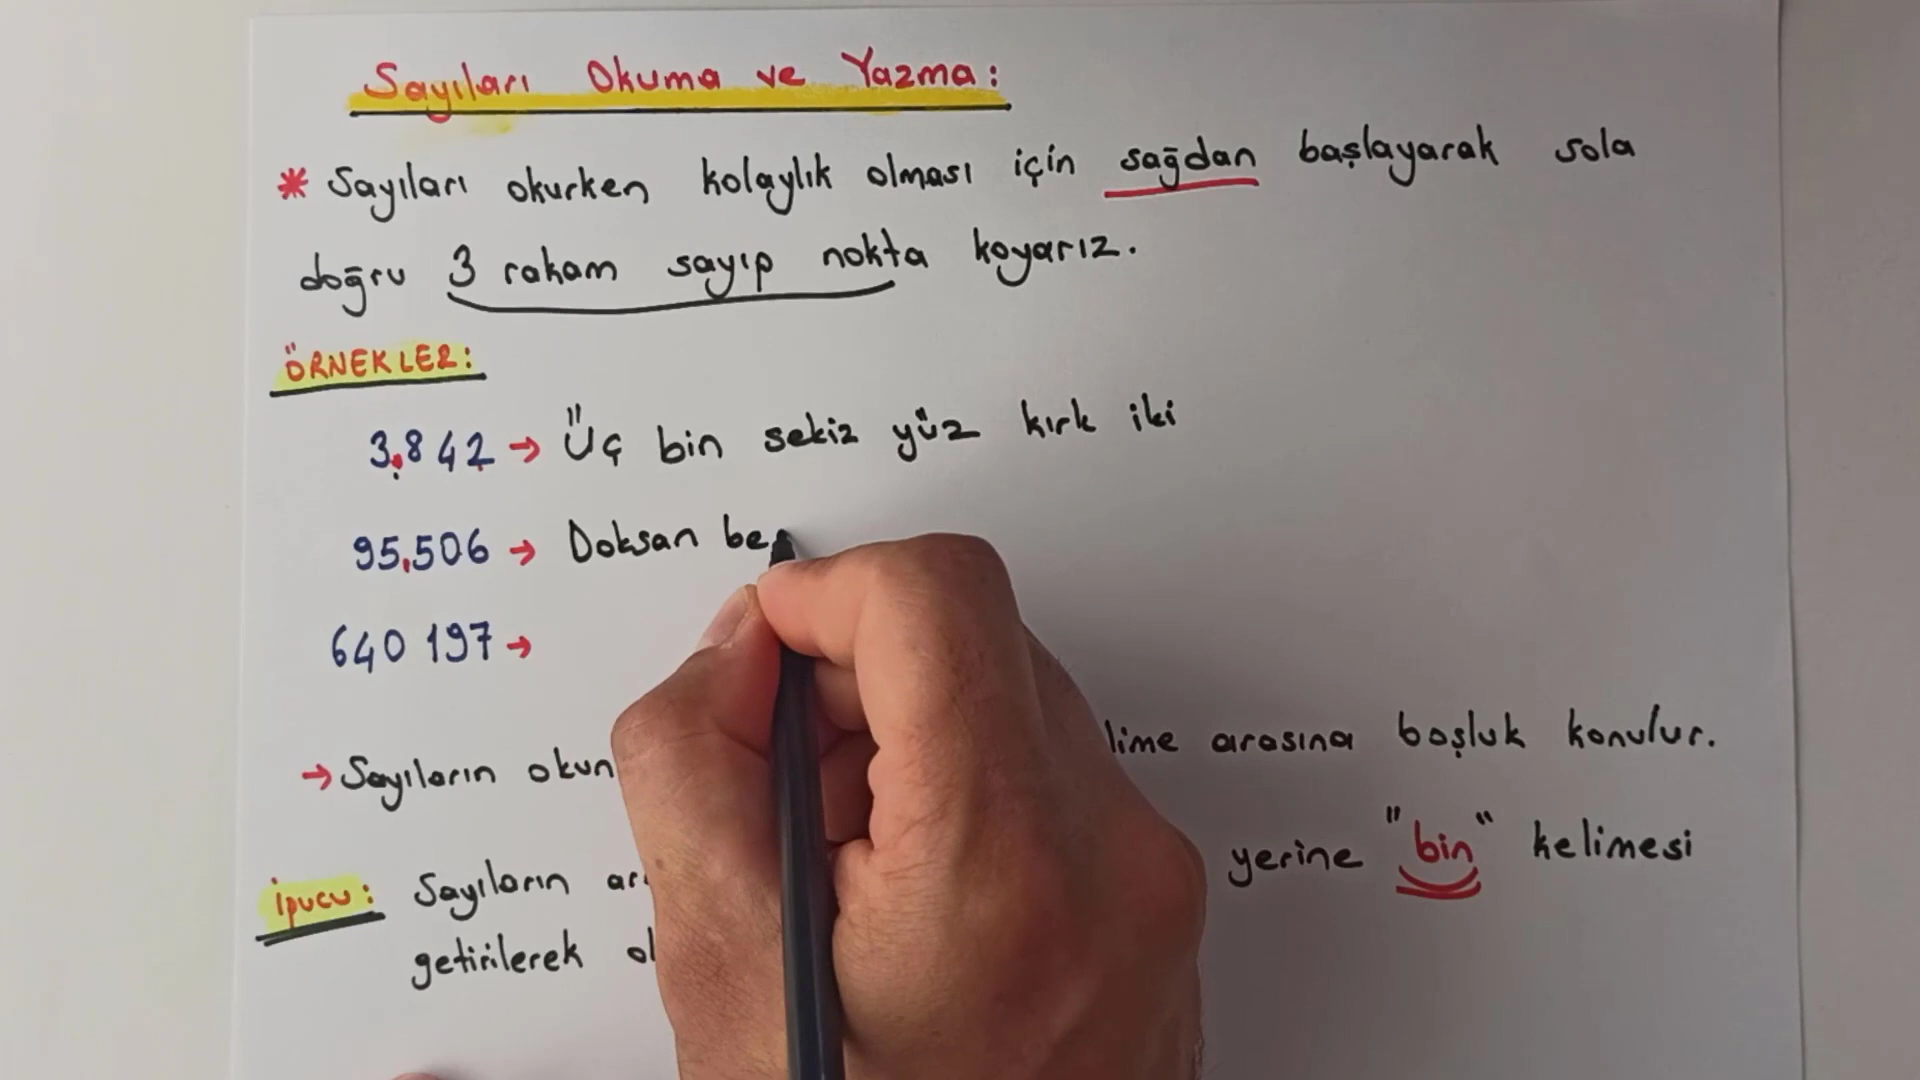 Sayıları Okuma ve Yazma:
* Sayıları okurken kolaylık olması için sağdan başlayarak sola
doğru 3 rakam sayıp nokta koyarız.
ÖRNEKLER:
3.842 → Üç bin sekiz yüz kırk iki
95.506 → Doksan be
640 197 →
→ Sayıların okun lime arasına boşluk konulur.
İpucu: Sayıların ar yerine "bin" kelimesi
getirilerek o